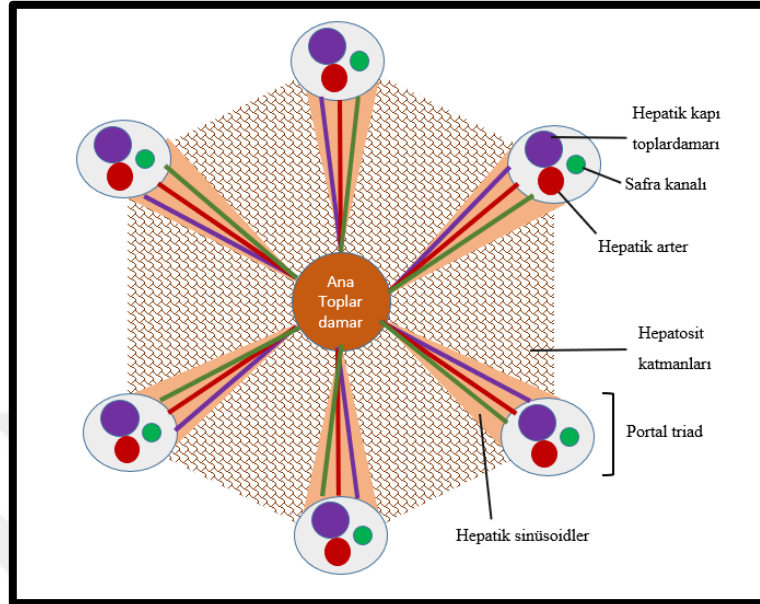 Hepatik kapı
toplardamarı
Safra kanalı
Hepatik arter
Ana
Toplar
damar
Hepatosit
katmanları
Portal triad
Hepatik sinüsoidler